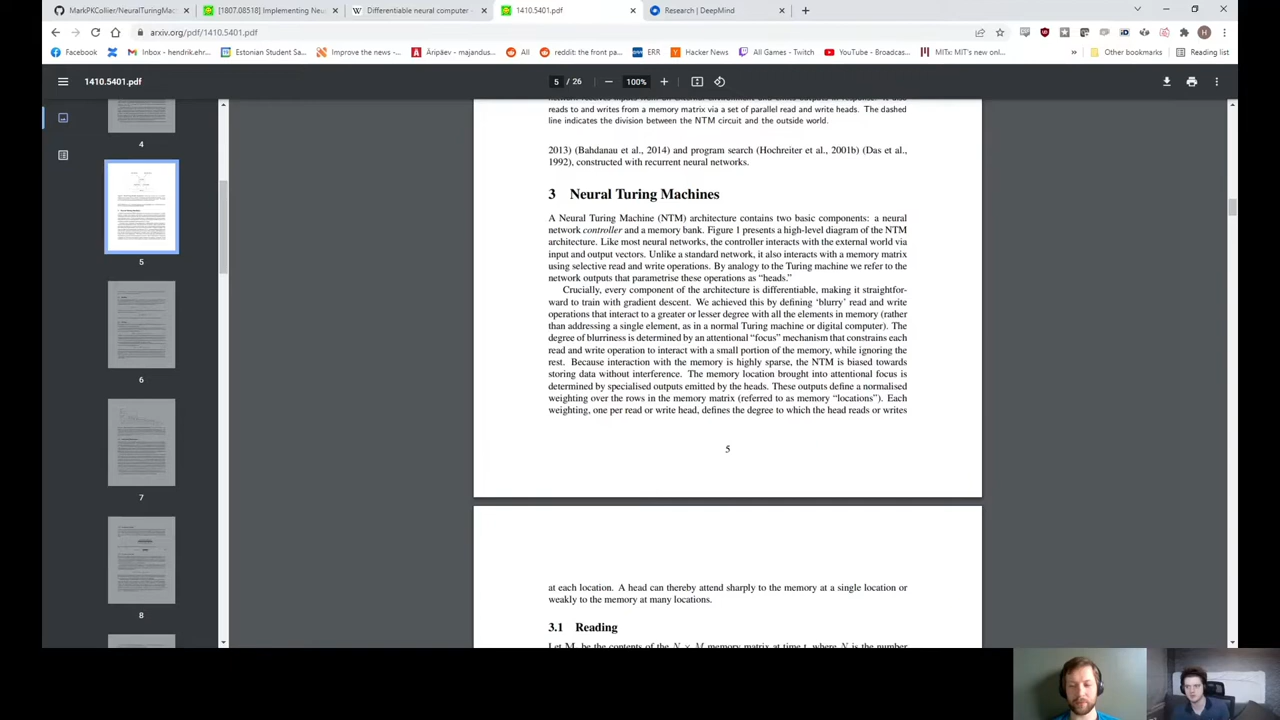 MarkPKCollier/NeuralTuringMac
[1807.08518] Implementing Neu
Differentiable neural computer
1410.5401.pdf
Research | DeepMind
arxiv.org/pdf/1410.5401.pdf
Facebook
Estonian Student Sa...
Inbox - hendrik.ehr...
Improve the news -...
Äripäev - majandus...
All
reddit: the front pa...
ERR
Hacker News
All Games - Twitch
YouTube - Broadcas...
MITx: MIT's new onl...
»
Other bookmarks
Reading list
1410.5401.pdf
5 / 26
100%
4
5
6
7
8
reads to and writes from a memory matrix via a set of parallel read and write heads. The dashed
line indicates the division between the NTM circuit and the outside world.
2013) (Bahdanau et al., 2014) and program search (Hochreiter et al., 2001b) (Das et al.,
1992), constructed with recurrent neural networks.
3 Neural Turing Machines
A Neural Turing Machine (NTM) architecture contains two basic components: a neural
network controller and a memory bank. Figure 1 presents a high-level diagram of the NTM
architecture. Like most neural networks, the controller interacts with the external world via
input and output vectors. Unlike a standard network, it also interacts with a memory matrix
using selective read and write operations. By analogy to the Turing machine we refer to the
network outputs that parametrise these operations as “heads.”
Crucially, every component of the architecture is differentiable, making it straightfor-
ward to train with gradient descent. We achieved this by defining ‘blurry’ read and write
operations that interact to a greater or lesser degree with all the elements in memory (rather
than addressing a single element, as in a normal Turing machine or digital computer). The
degree of blurriness is determined by an attentional “focus” mechanism that constrains each
read and write operation to interact with a small portion of the memory, while ignoring the
rest. Because interaction with the memory is highly sparse, the NTM is biased towards
storing data without interference. The memory location brought into attentional focus is
determined by specialised outputs emitted by the heads. These outputs define a normalised
weighting over the rows in the memory matrix (referred to as memory “locations”). Each
weighting, one per read or write head, defines the degree to which the head reads or writes
5
at each location. A head can thereby attend sharply to the memory at a single location or
weakly to the memory at many locations.
3.1 Reading
Let M be the contents of the N × M memory matrix at time t, where N is the number